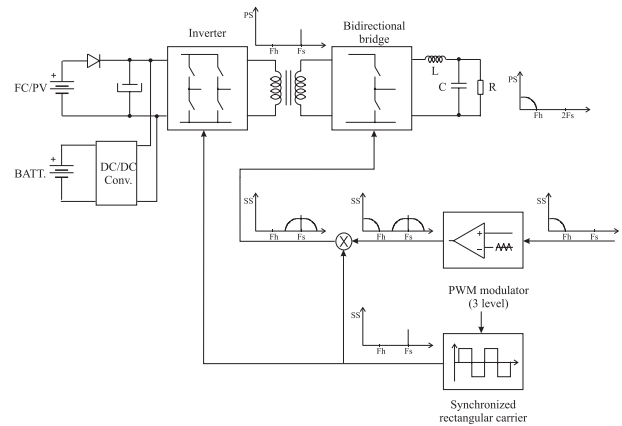 Inverter
PS
Fh
Fs
Bidirectional
bridge
+
FC/PV
L
C
R
PS
Fh
2Fs
+
BATT.
DC/DC
Conv.
SS
Fh
Fs
SS
Fh
Fs
+
−
SS
Fh
Fs
X
PWM modulator
(3 level)
SS
Fh
Fs
Synchronized
rectangular carrier